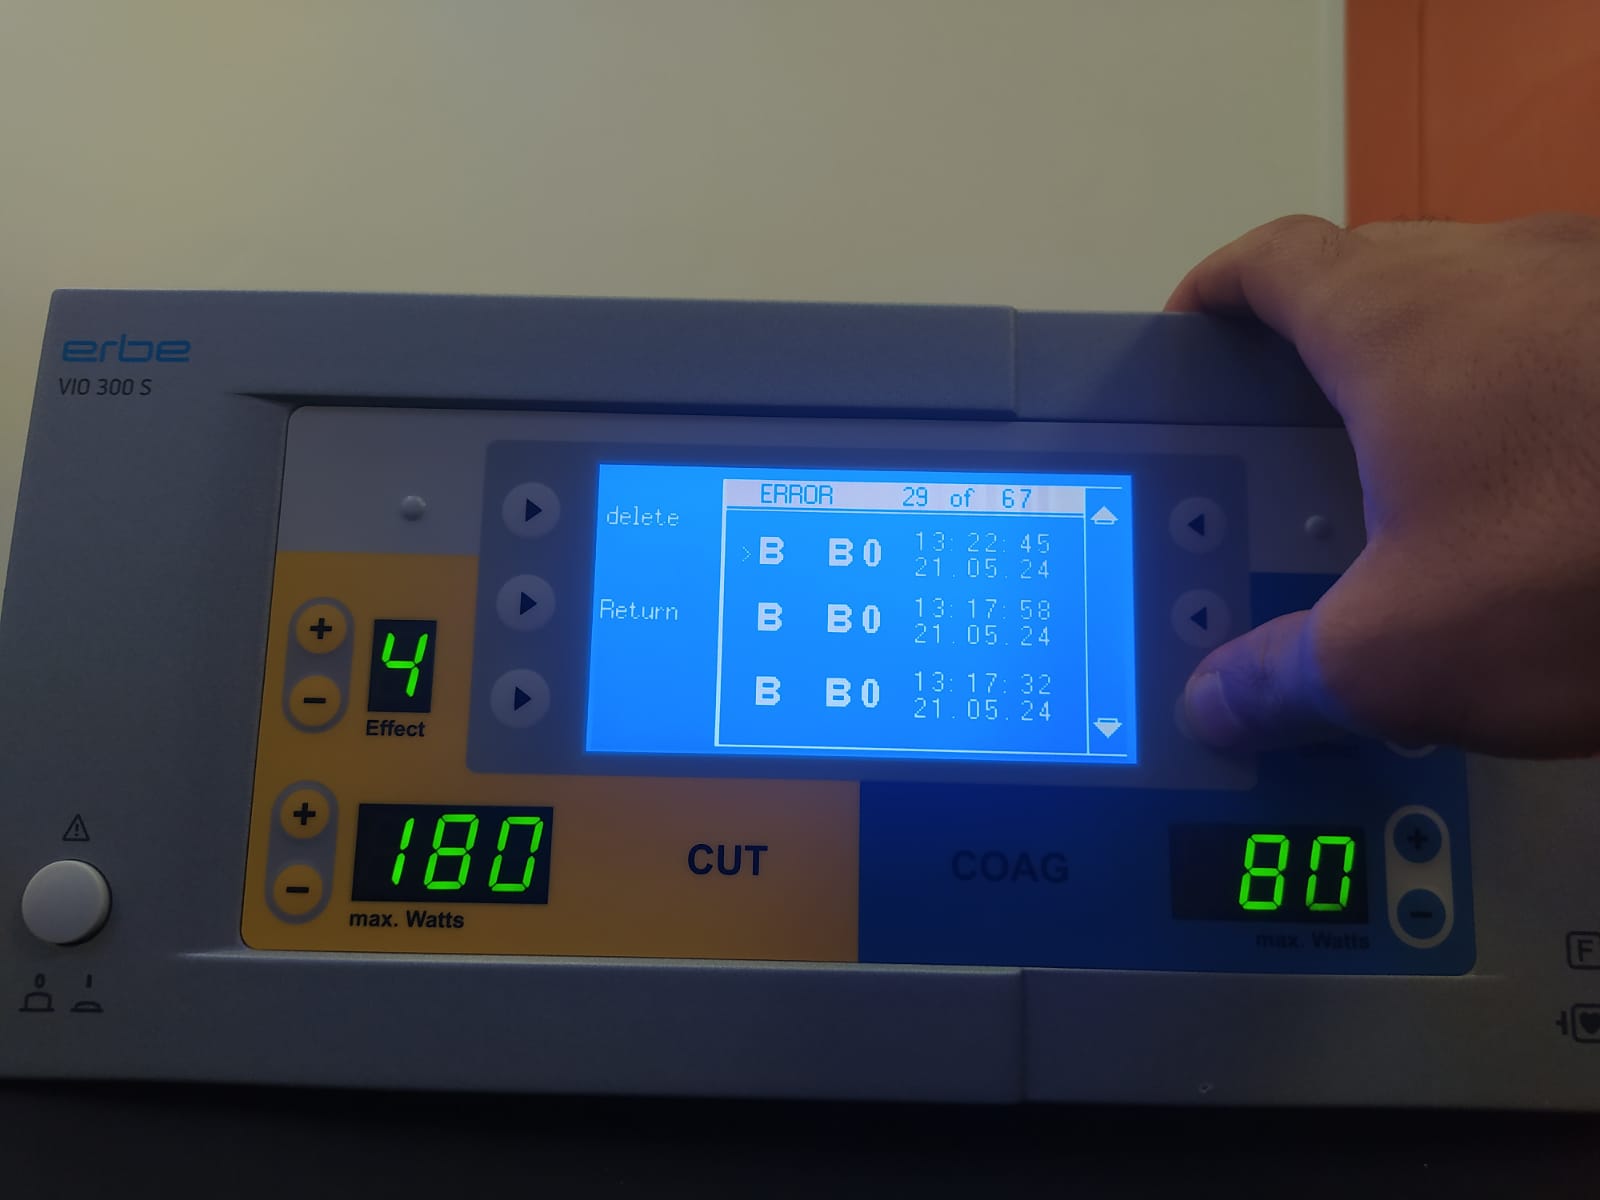 erbe
VIO 300 S
ERROR 29 of 67
delete
B B0 13:22:45
21.05.24
Return
B B0 13:17:58
21.05.24
B B0 13:17:32
21.05.24
+
4
-
Effect
+
180
-
max. Watts
CUT
COAG
80
+
-
max. Watts
0 I
F